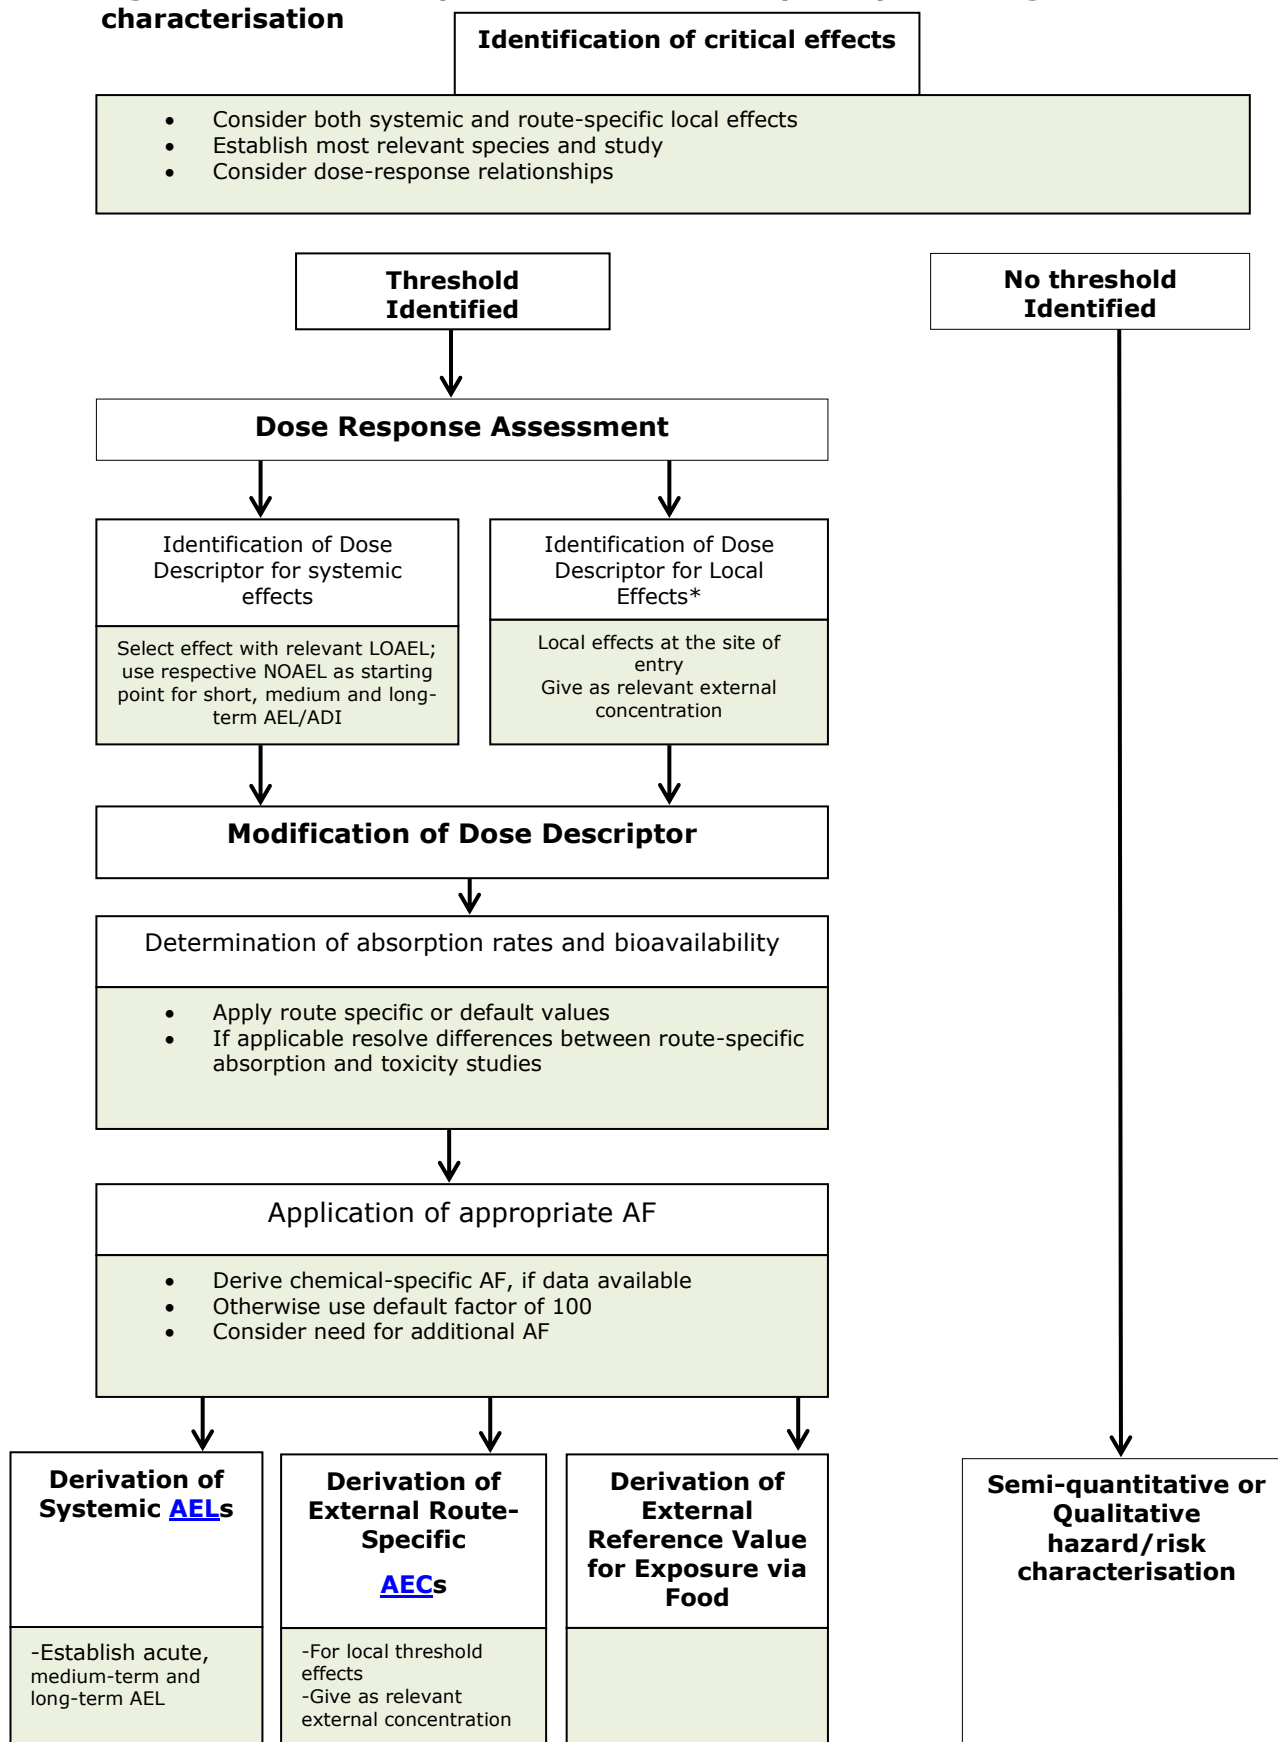 characterisation
Identification of critical effects
• Consider both systemic and route-specific local effects
• Establish most relevant species and study
• Consider dose-response relationships
Threshold
Identified
No threshold
Identified
Dose Response Assessment
Identification of Dose
Descriptor for systemic
effects
Select effect with relevant LOAEL;
use respective NOAEL as starting
point for short, medium and long-
term AEL/ADI
Identification of Dose
Descriptor for Local
Effects*
Local effects at the site of
entry
Give as relevant external
concentration
Modification of Dose Descriptor
Determination of absorption rates and bioavailability
• Apply route specific or default values
• If applicable resolve differences between route-specific
absorption and toxicity studies
Application of appropriate AF
• Derive chemical-specific AF, if data available
• Otherwise use default factor of 100
• Consider need for additional AF
Derivation of
Systemic AELs
-Establish acute,
medium-term and
long-term AEL
Derivation of
External Route-
Specific
AECs
-For local threshold
effects
-Give as relevant
external concentration
Derivation of
External
Reference Value
for Exposure via
Food
Semi-quantitative or
Qualitative
hazard/risk
characterisation